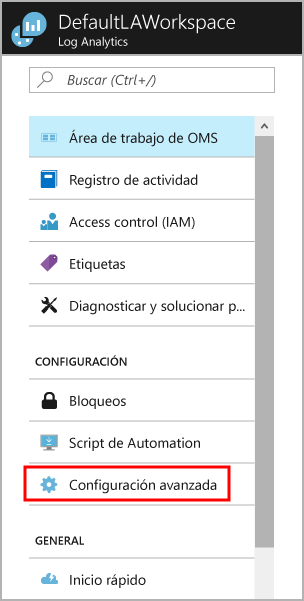 DefaultLAWorkspace
Log Analytics
Buscar (Ctrl+/)
Área de trabajo de OMS
Registro de actividad
Access control (IAM)
Etiquetas
Diagnosticar y solucionar p...
CONFIGURACIÓN
Bloqueos
Script de Automation
Configuración avanzada
GENERAL
Inicio rápido